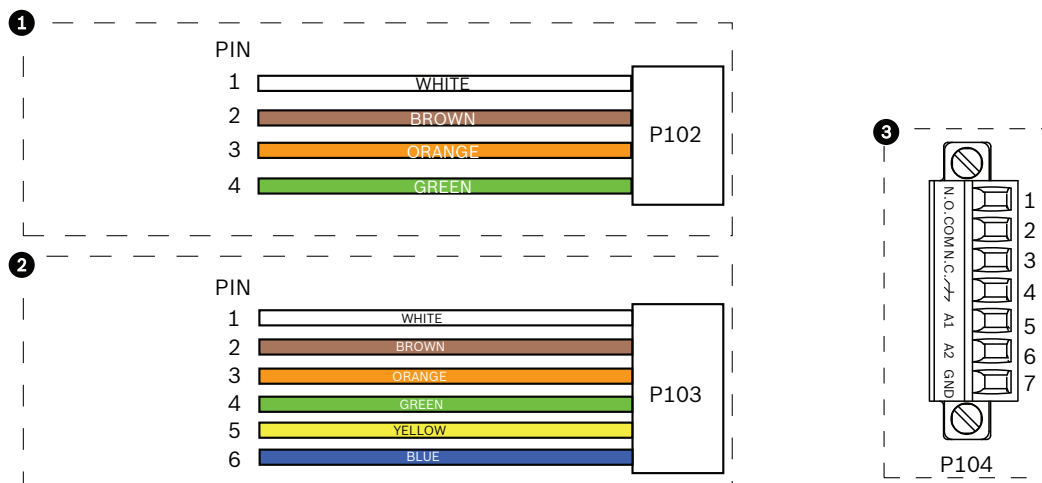 1
PIN
1 WHITE
2 BROWN
3 ORANGE
4 GREEN
P102
2
PIN
1 WHITE
2 BROWN
3 ORANGE
4 GREEN
5 YELLOW
6 BLUE
P103
3
N.O. 1
COM 2
N.C. 3
4
A1 5
A2 6
GND 7
P104